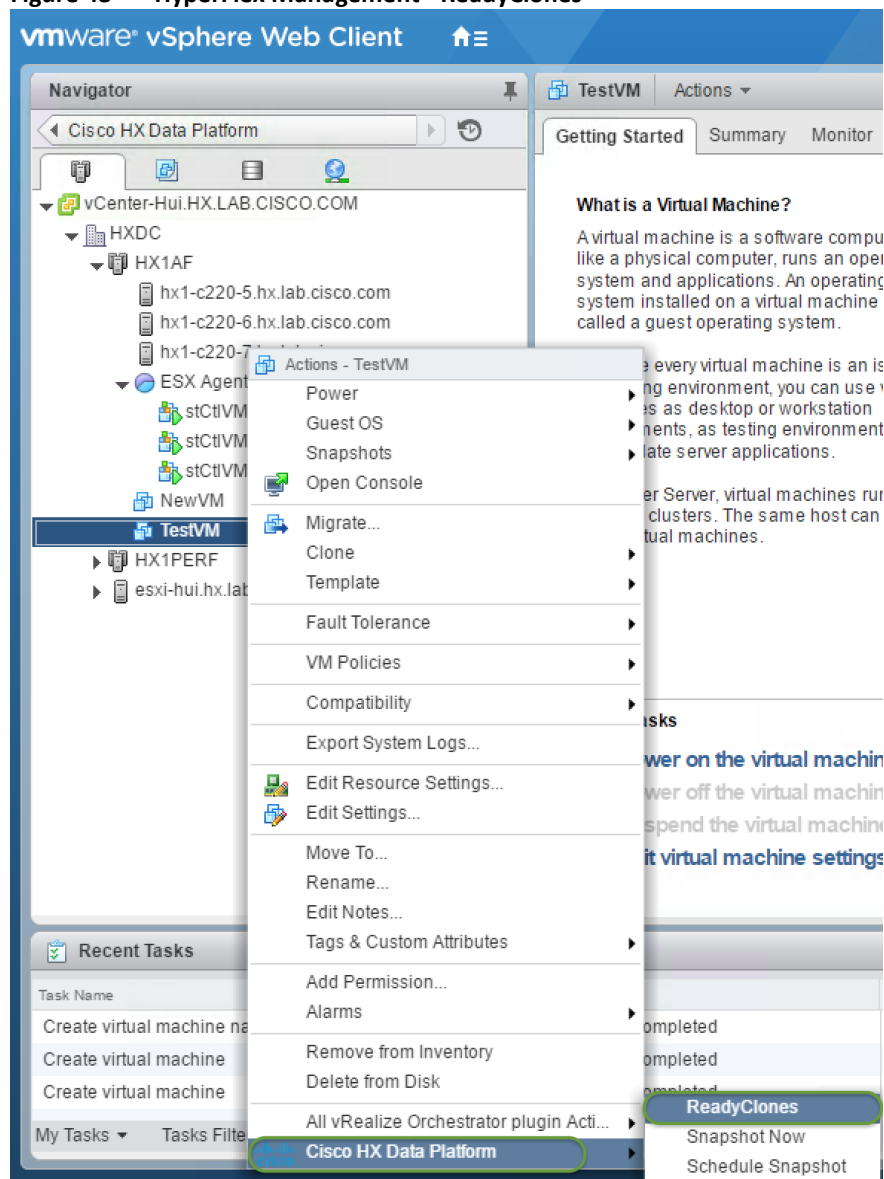 vmware® vSphere Web Client
Navigator
Cisco HX Data Platform
vCenter-Hui.HX.LAB.CISCO.COM
HXDC
HX1AF
hx1-c220-5.hx.lab.cisco.com
hx1-c220-6.hx.lab.cisco.com
hx1-c220-7
ESX Agent
stCtlVM
stCtlVM
stCtlVM
NewVM
TestVM
HX1PERF
esxi-hui.hx.lab
TestVM Actions
Getting Started Summary Monitor
What is a Virtual Machine?
A virtual machine is a software compu
like a physical computer, runs an oper
system and applications. An operating
system installed on a virtual machine
called a guest operating system.
e every virtual machine is an is
ng environment, you can use v
es as desktop or workstation
ments, as testing environment
late server applications.
er Server, virtual machines run
clusters. The same host can
tual machines.
asks
wer on the virtual machin
wer off the virtual machin
spend the virtual machine
it virtual machine settings
Actions - TestVM
Power
Guest OS
Snapshots
Open Console
Migrate...
Clone
Template
Fault Tolerance
VM Policies
Compatibility
Export System Logs...
Edit Resource Settings...
Edit Settings...
Move To...
Rename...
Edit Notes...
Tags & Custom Attributes
Add Permission...
Alarms
Remove from Inventory
Delete from Disk
All vRealize Orchestrator plugin Acti...
Cisco HX Data Platform
ReadyClones
Snapshot Now
Schedule Snapshot
Recent Tasks
Task Name
Create virtual machine na
ompleted
Create virtual machine
ompleted
Create virtual machine
ompleted
My Tasks Tasks Filte